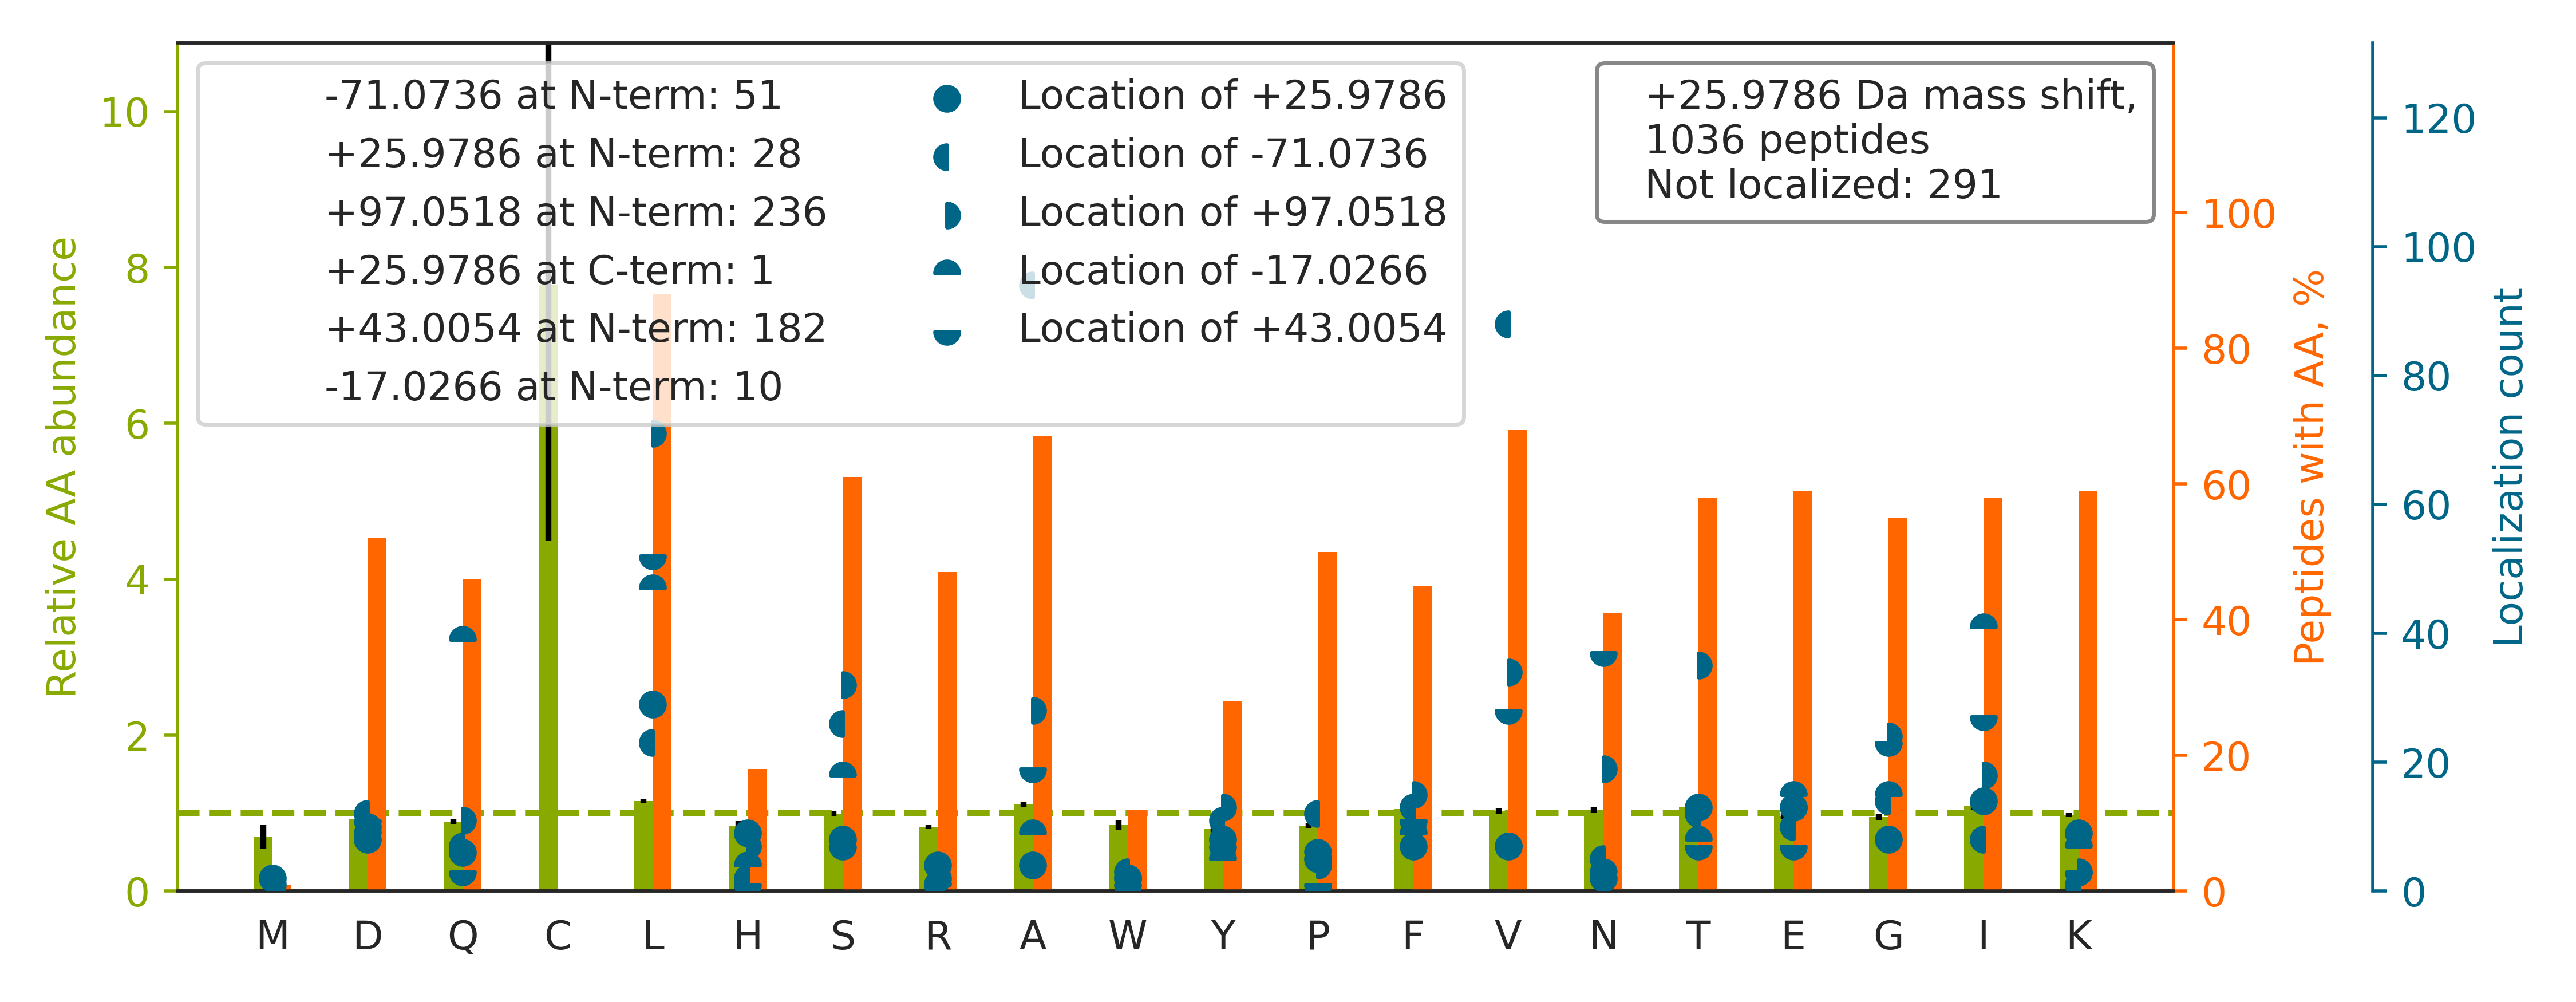 Relative AA abundance
10
8
6
4
2
0
-71.0736 at N-term: 51
+25.9786 at N-term: 28
+97.0518 at N-term: 236
+25.9786 at C-term: 1
+43.0054 at N-term: 182
-17.0266 at N-term: 10
Location of +25.9786
Location of -71.0736
Location of +97.0518
Location of -17.0266
Location of +43.0054
+25.9786 Da mass shift,
1036 peptides
Not localized: 291
100
80
60
40
20
0
Peptides with AA, %
120
100
80
60
40
20
0
Localization count
M D Q C L H S R A W Y P F V N T E G I K